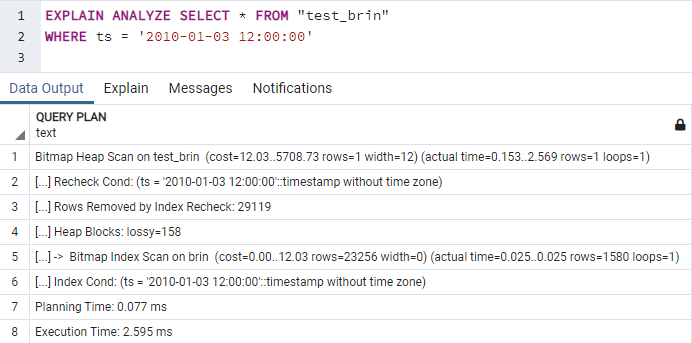 1 EXPLAIN ANALYZE SELECT * FROM "test_brin"
2 WHERE ts = '2010-01-03 12:00:00'
3
Data Output Explain Messages Notifications
QUERY PLAN
text
1 Bitmap Heap Scan on test_brin (cost=12.03..5708.73 rows=1 width=12) (actual time=0.153..2.569 rows=1 loops=1)
2 [...] Recheck Cond: (ts = '2010-01-03 12:00:00'::timestamp without time zone)
3 [...] Rows Removed by Index Recheck: 29119
4 [...] Heap Blocks: lossy=158
5 [...] -> Bitmap Index Scan on brin (cost=0.00..12.03 rows=23256 width=0) (actual time=0.025..0.025 rows=1580 loops=1)
6 [...] Index Cond: (ts = '2010-01-03 12:00:00'::timestamp without time zone)
7 Planning Time: 0.077 ms
8 Execution Time: 2.595 ms